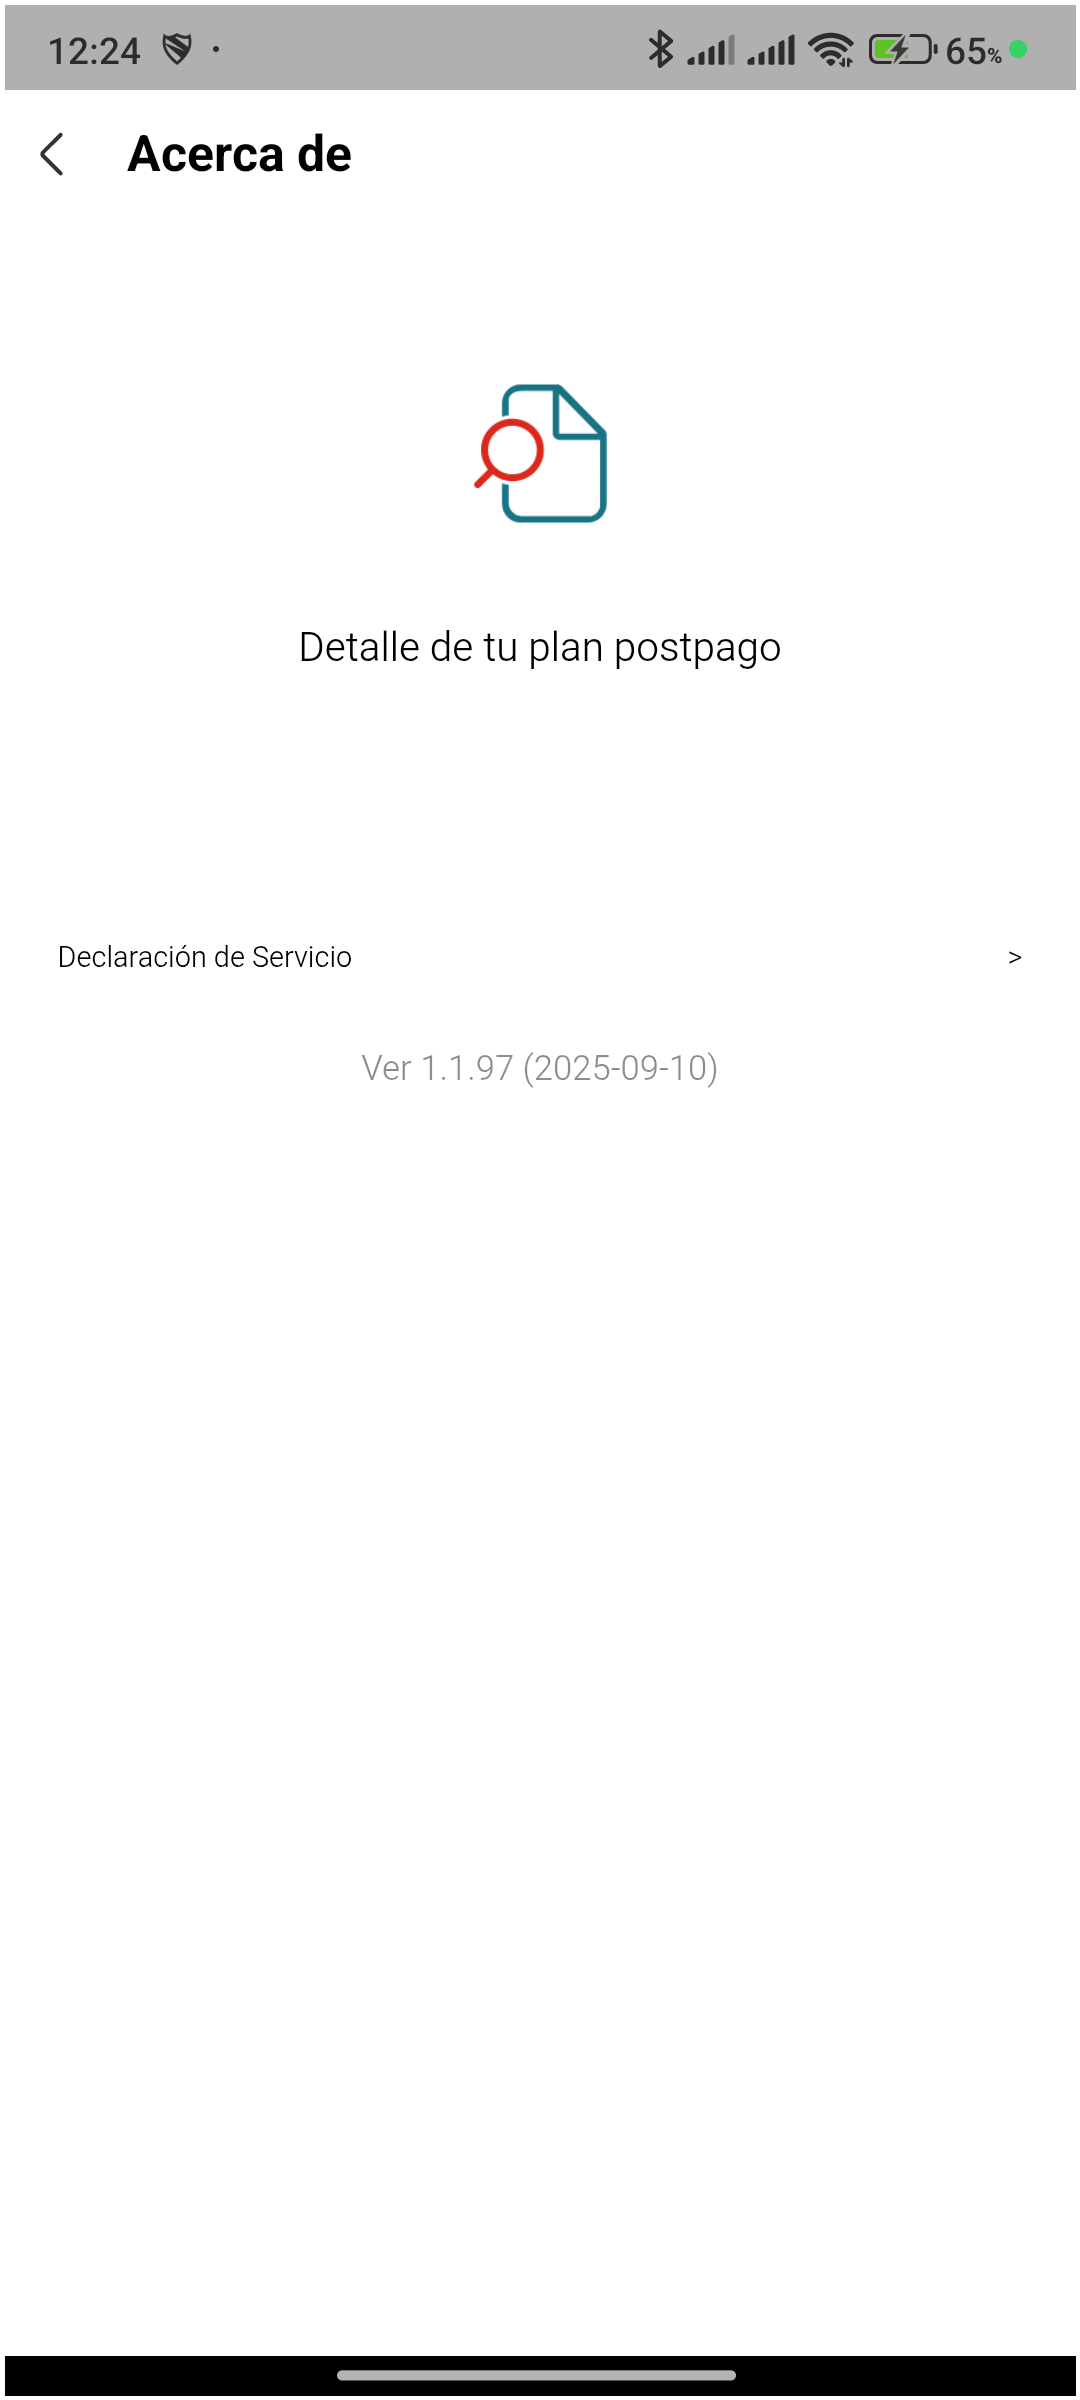 12:24
65%
Acerca de
Detalle de tu plan postpago
Declaración de Servicio >
Ver 1.1.97 (2025-09-10)